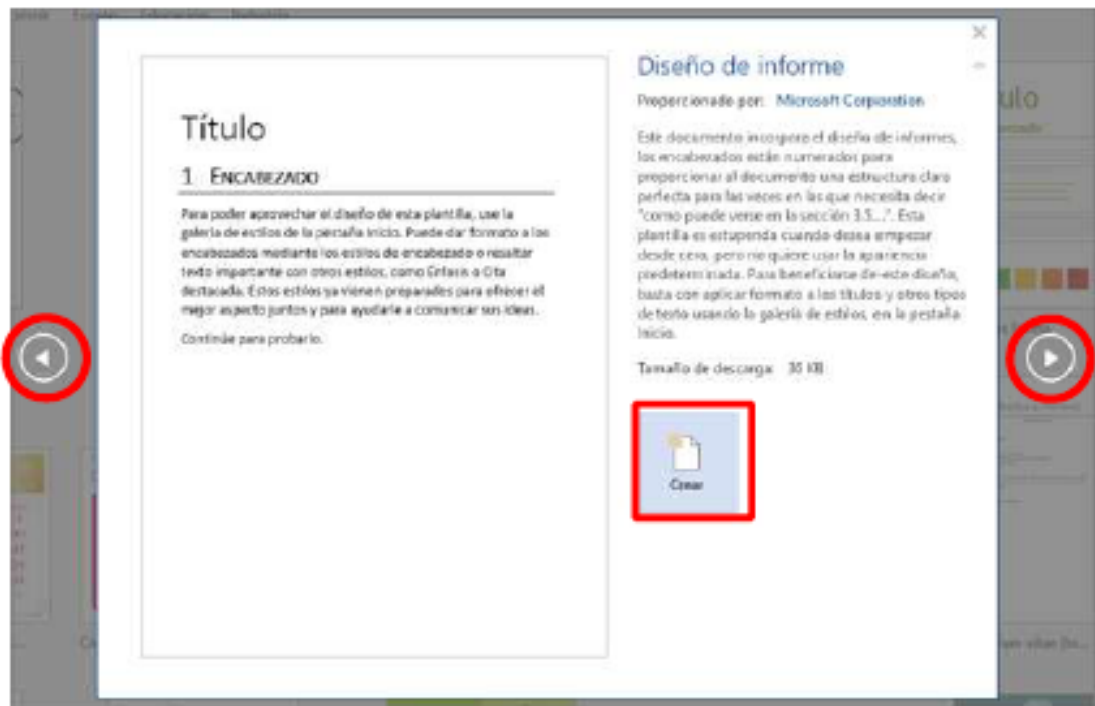 Título
1 ENCABEZADO
Para poder aprovechar el diseño de esta plantilla, use la
galería de estilos de la pestaña Inicio. Puede dar formato a los
encabezados mediante los estilos de encabezado o resaltar
texto importante con otros estilos, como Énfasis o Cita
destacada. Estos estilos ya vienen preparados para ofrecer el
mejor aspecto juntos y para ayudarle a comunicar sus ideas.
Continúe para probarlo.
Diseño de informe
Proporcionado por: Microsoft Corporation
Este documento incorpora el diseño de informes,
los encabezados están numerados para
proporcionar al documento una estructura clara
perfecta para las veces en las que necesita decir
"como puede verse en la sección 3.5...". Esta
plantilla es estupenda cuando desea empezar
desde cero, pero no quiere usar la apariencia
predeterminada. Para beneficiarse de este diseño,
basta con aplicar formato a los títulos y otros tipos
de texto usando la galería de estilos, en la pestaña
Inicio.
Tamaño de descarga: 36 KB
Crear
ulo